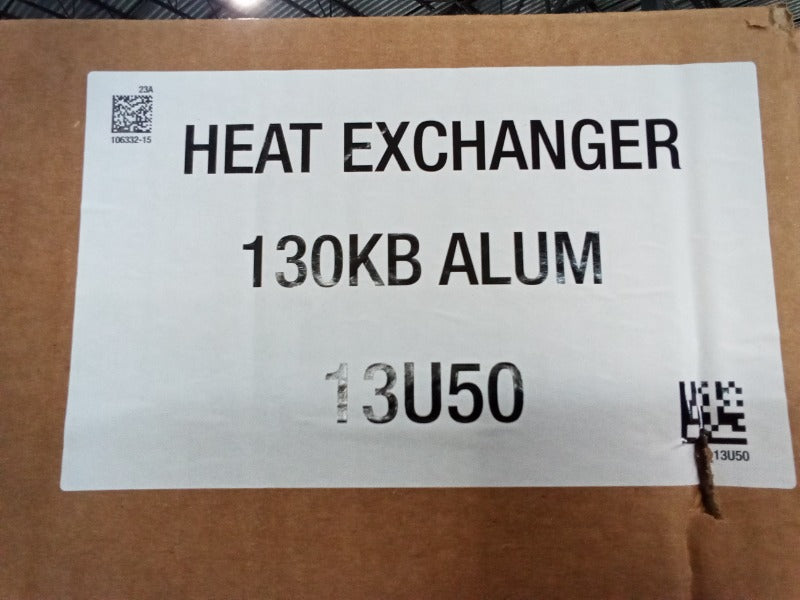 23A
106332-15
HEAT EXCHANGER
130KB ALUM
13U50
13U50